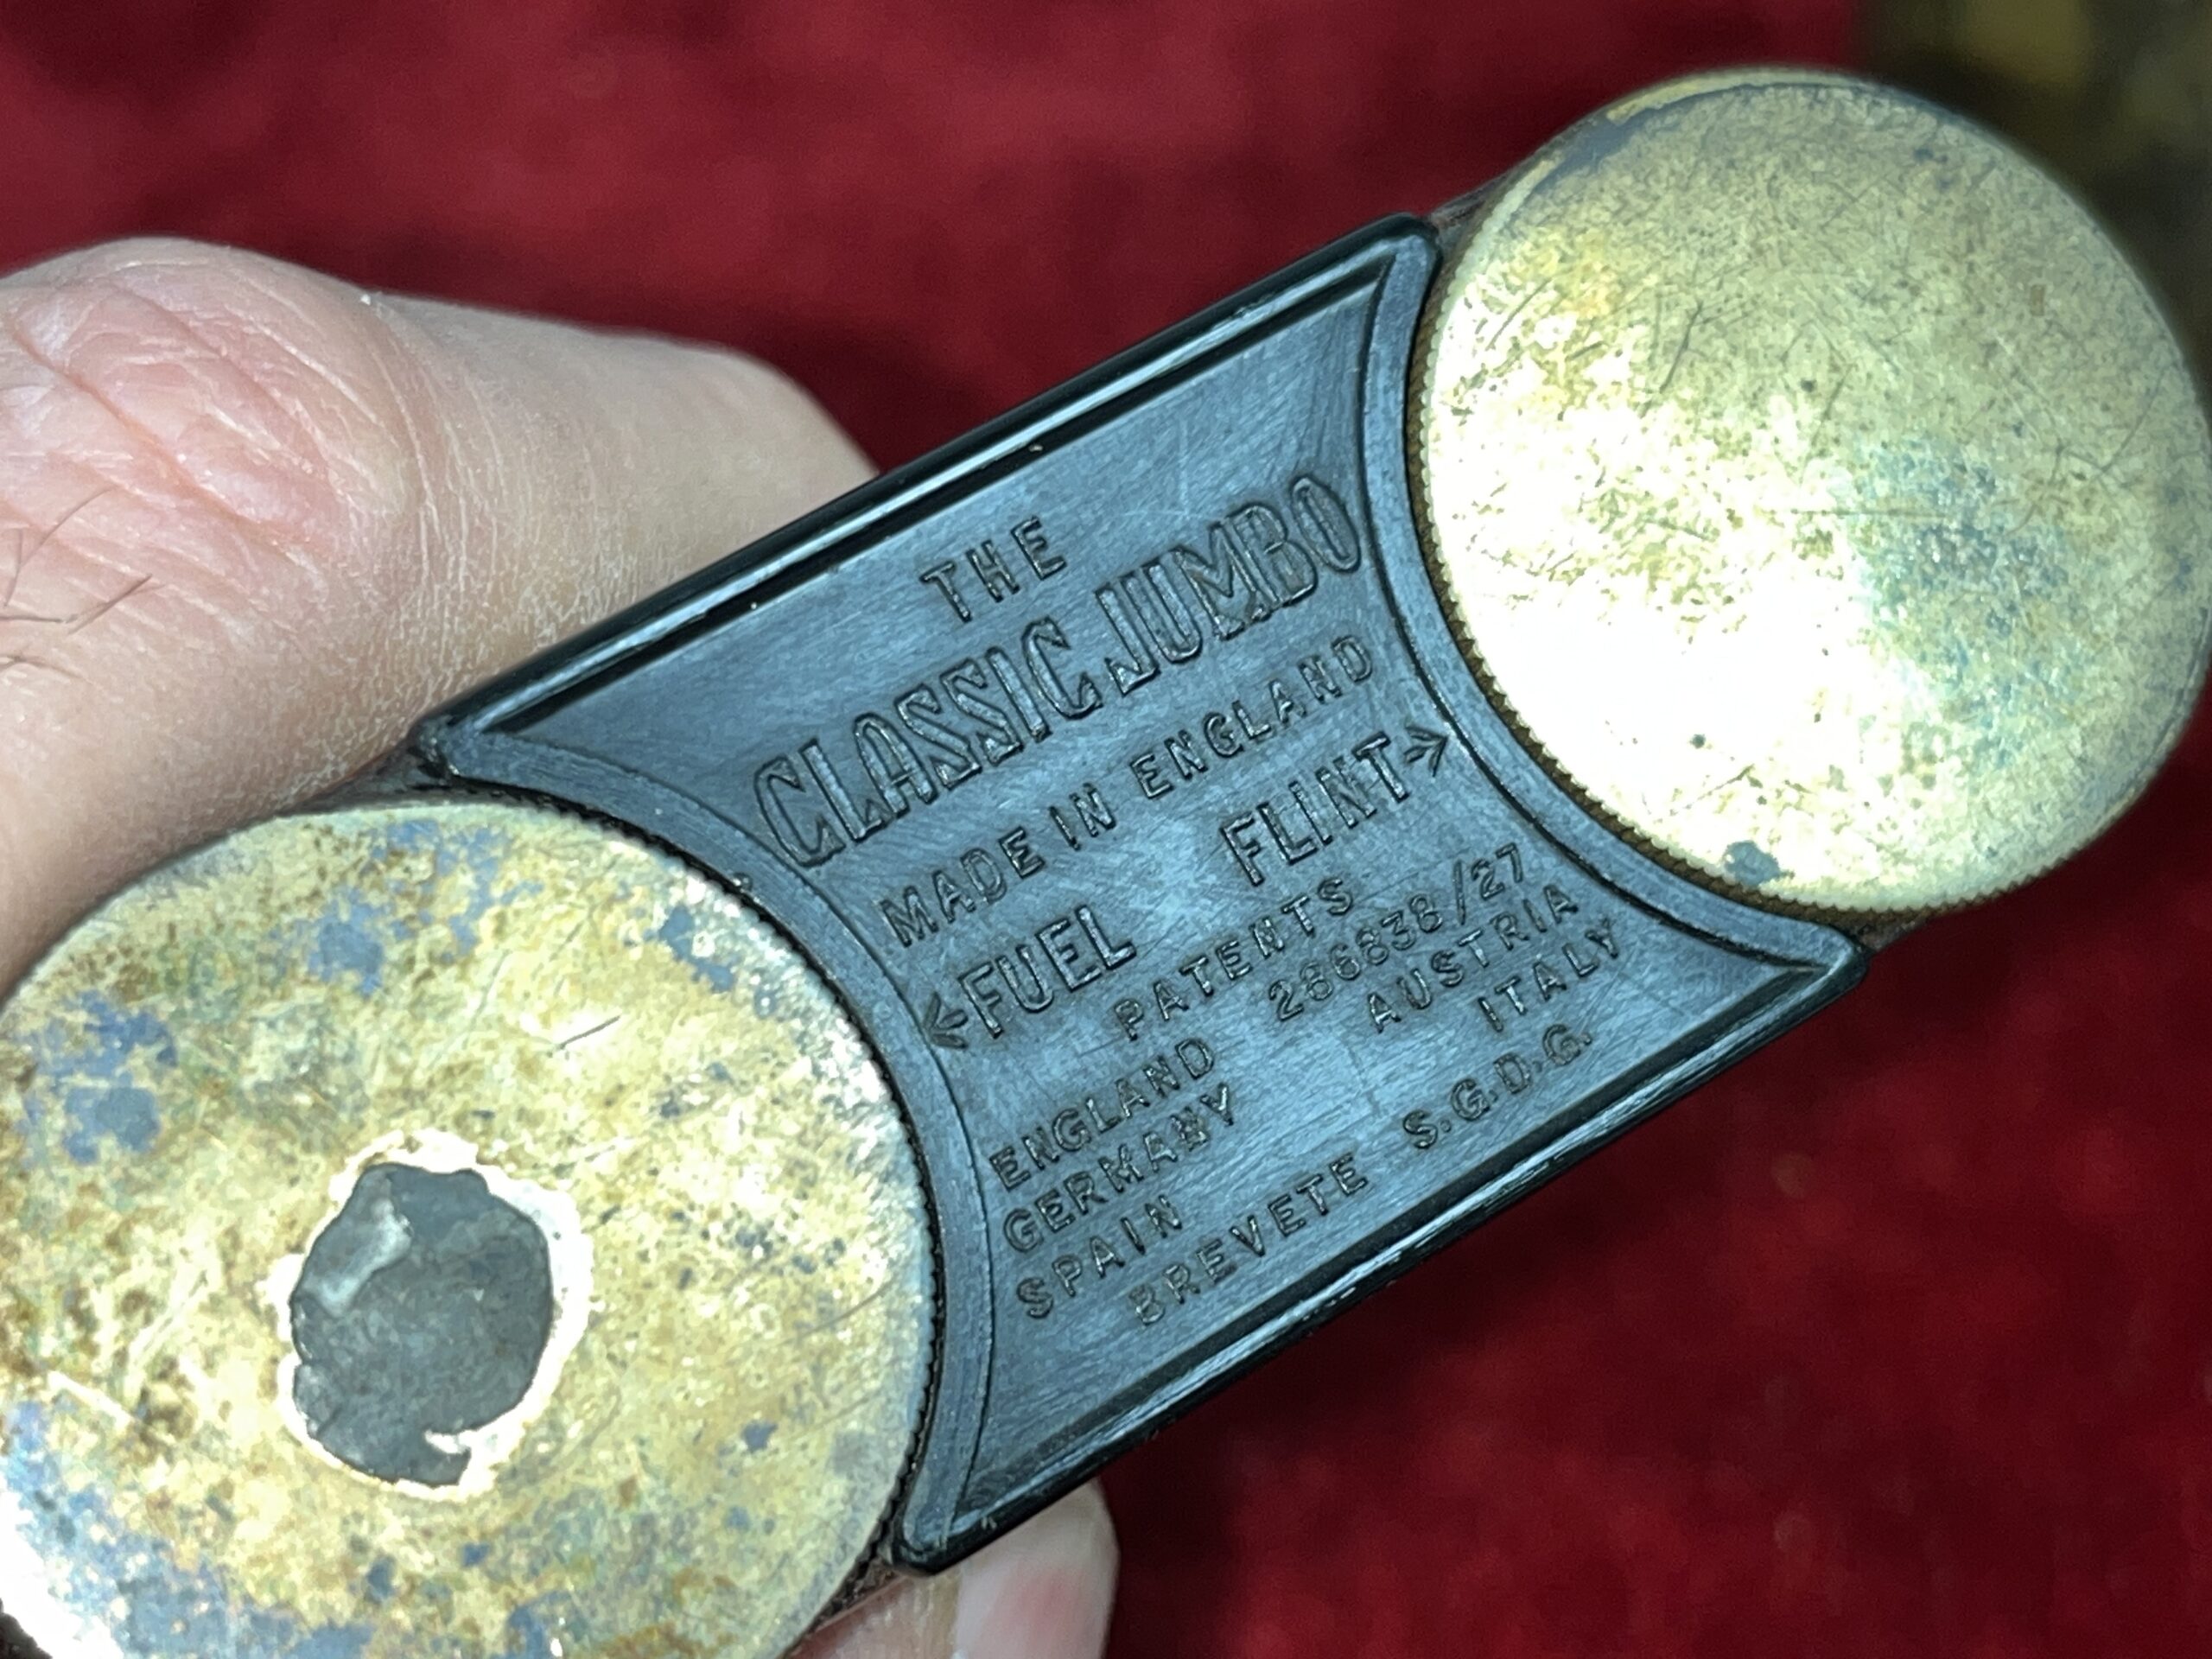 THE
CLASSIC JUMBO
MADE IN ENGLAND
←FUEL FLINT→
PATENTS
ENGLAND 286838/27
GERMANY AUSTRIA
SPAIN ITALY
BREVETE S.G.D.G.